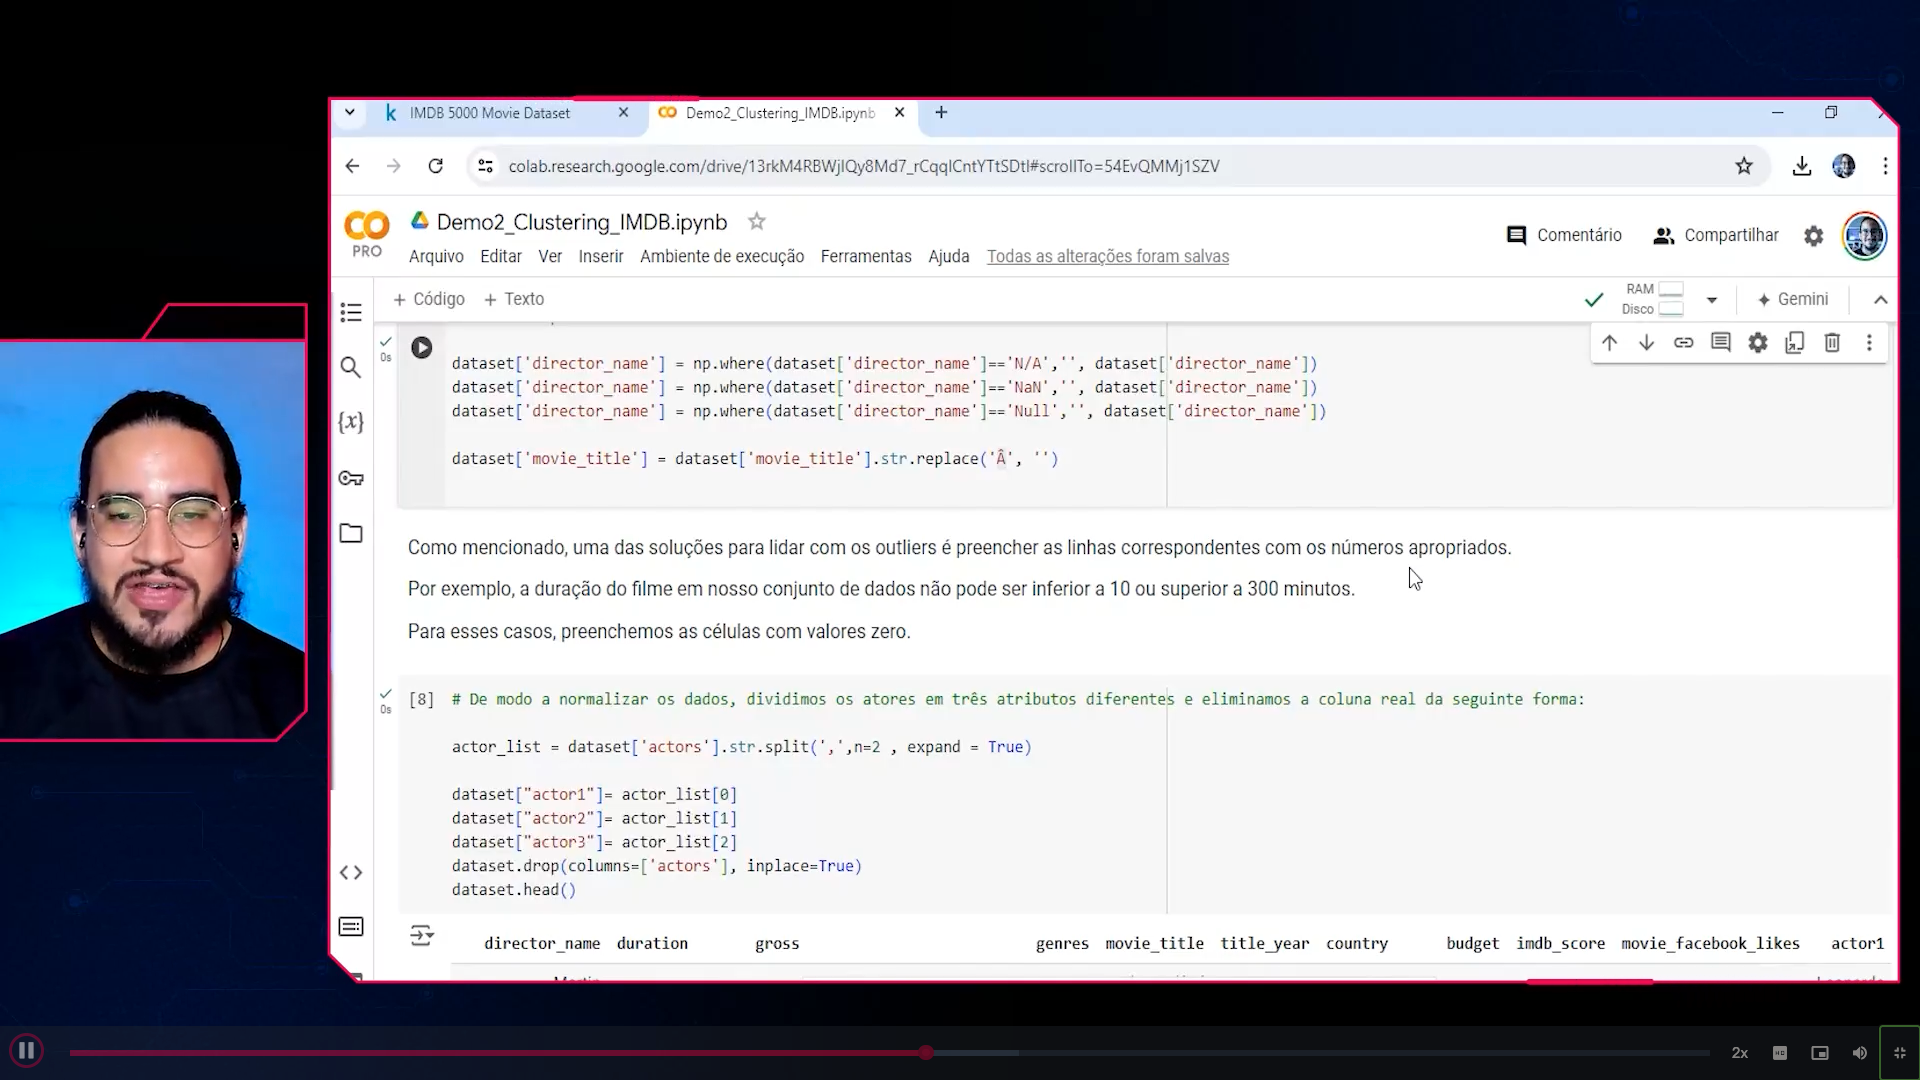 IMDB 5000 Movie Dataset
Demo2_Clustering_IMDB.ipynb
colab.research.google.com/drive/13rkM4RBWjlQy8Md7_rCqqlCntYTtSDtl#scrollTo=54EvQMMj1SZV
CO
PRO
Demo2_Clustering_IMDB.ipynb
Comentário
Compartilhar
Arquivo Editar Ver Inserir Ambiente de execução Ferramentas Ajuda Todas as alterações foram salvas
+ Código + Texto
RAM
Disco
Gemini
0s
dataset['director_name'] = np.where(dataset['director_name']=='N/A','', dataset['director_name'])
dataset['director_name'] = np.where(dataset['director_name']=='NaN','', dataset['director_name'])
dataset['director_name'] = np.where(dataset['director_name']=='Null','', dataset['director_name'])
dataset['movie_title'] = dataset['movie_title'].str.replace('Â', '')
Como mencionado, uma das soluções para lidar com os outliers é preencher as linhas correspondentes com os números apropriados.
Por exemplo, a duração do filme em nosso conjunto de dados não pode ser inferior a 10 ou superior a 300 minutos.
Para esses casos, preenchemos as células com valores zero.
0s
[8] # De modo a normalizar os dados, dividimos os atores em três atributos diferentes e eliminamos a coluna real da seguinte forma:
actor_list = dataset['actors'].str.split(',',n=2 , expand = True)
dataset["actor1"]= actor_list[0]
dataset["actor2"]= actor_list[1]
dataset["actor3"]= actor_list[2]
dataset.drop(columns=['actors'], inplace=True)
dataset.head()
director_name duration gross genres movie_title title_year country budget imdb_score movie_facebook_likes actor1
2x